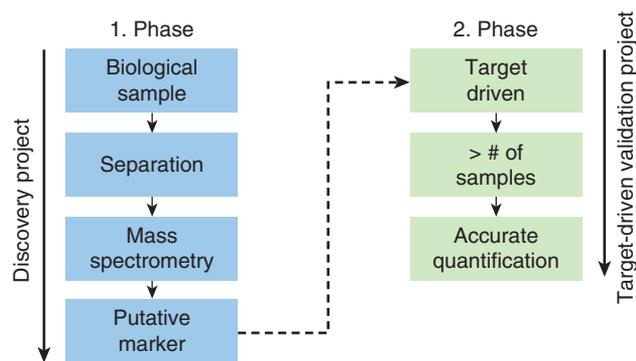 1. Phase
Discovery project
Biological
sample
Separation
Mass
spectrometry
Putative
marker
2. Phase
Target
driven
> # of
samples
Accurate
quantification
Target-driven validation project